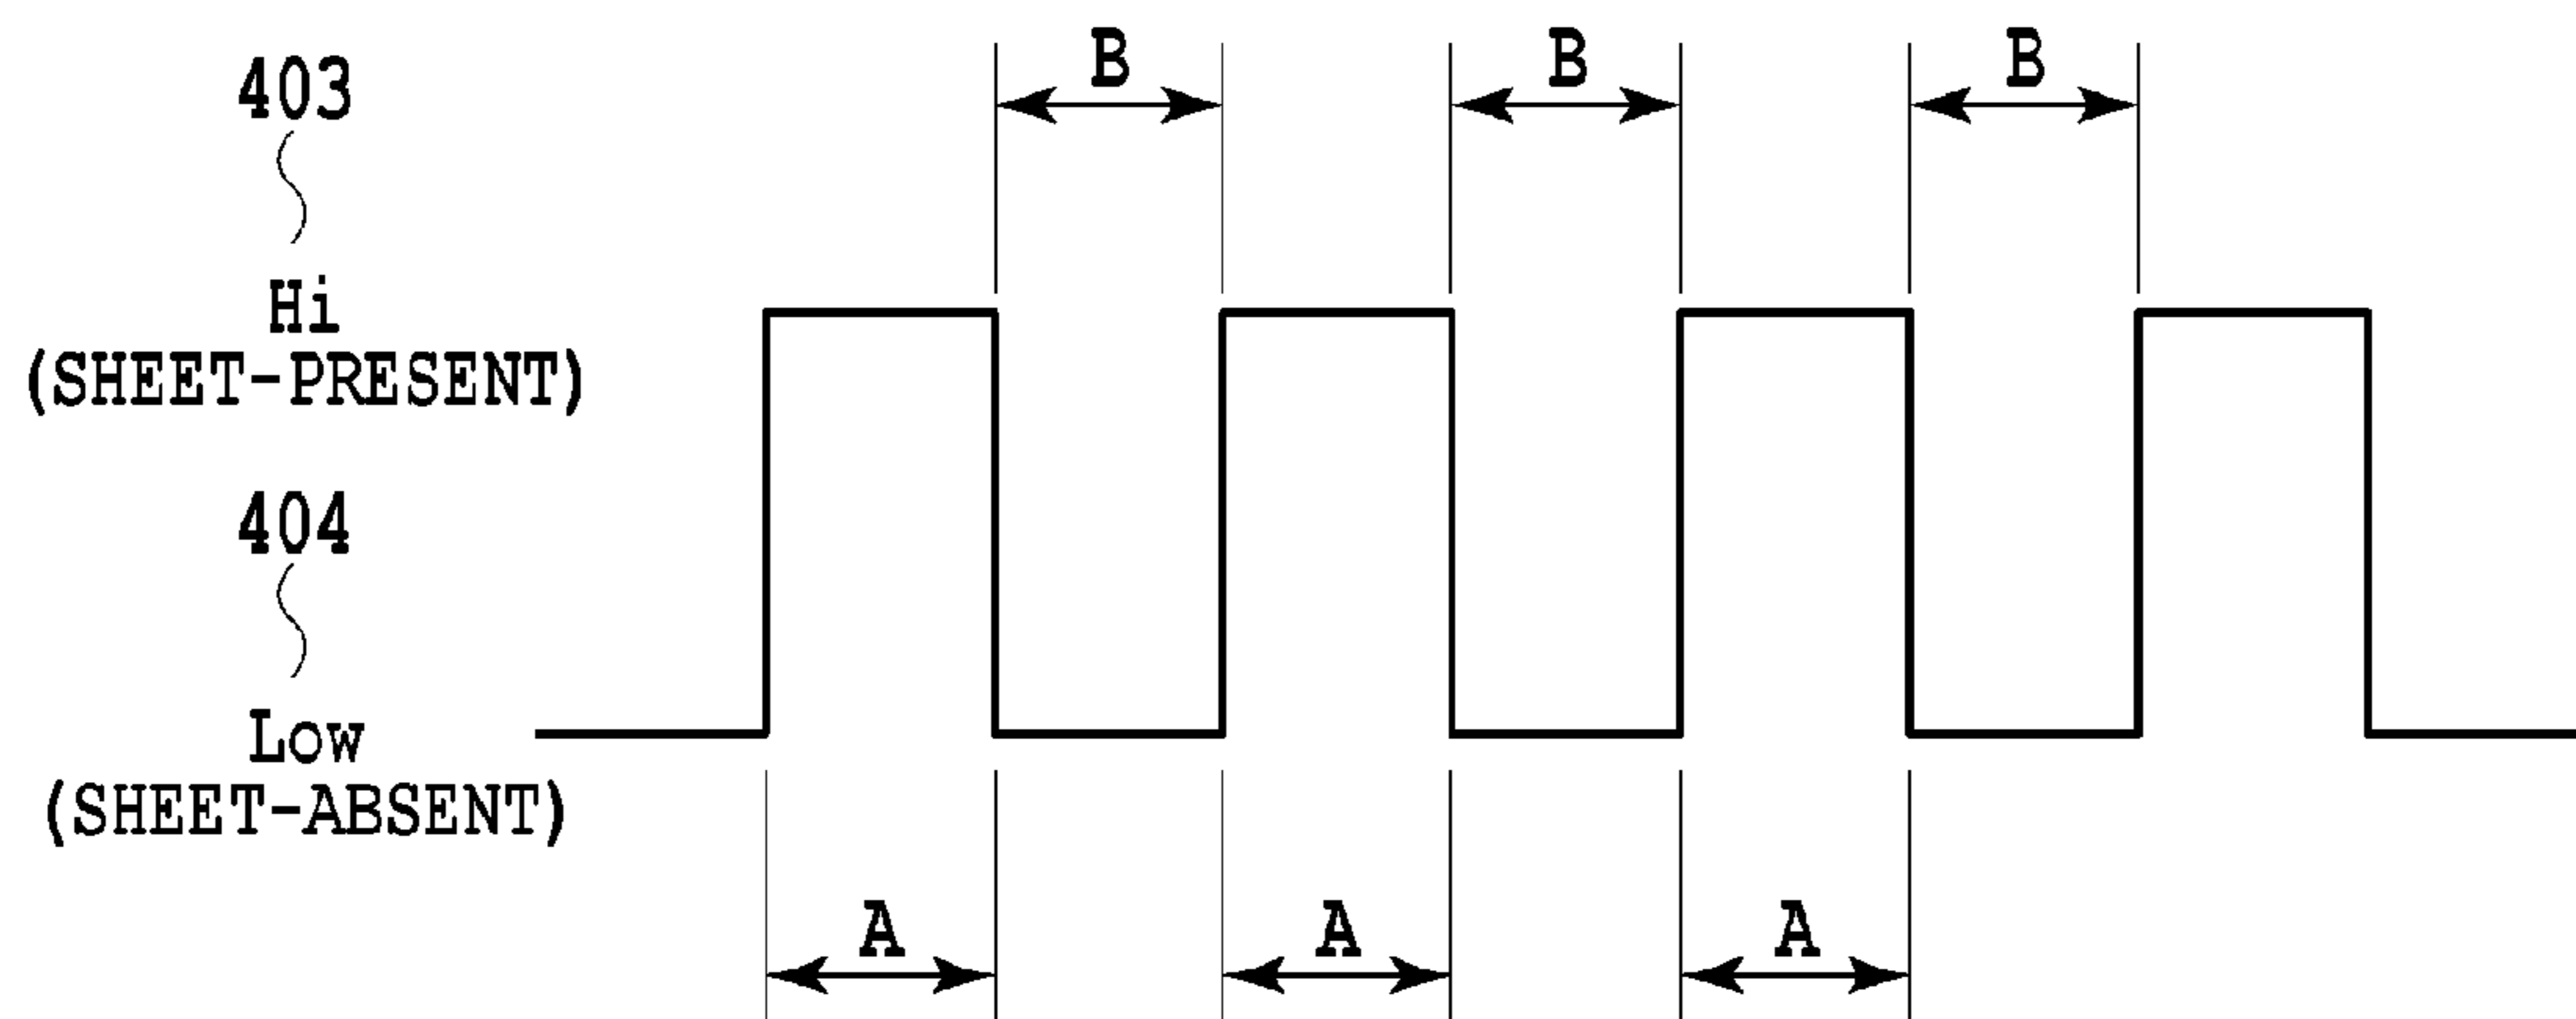 B B B
403
Hi
(SHEET-PRESENT)
404
Low
(SHEET-ABSENT)
A A A